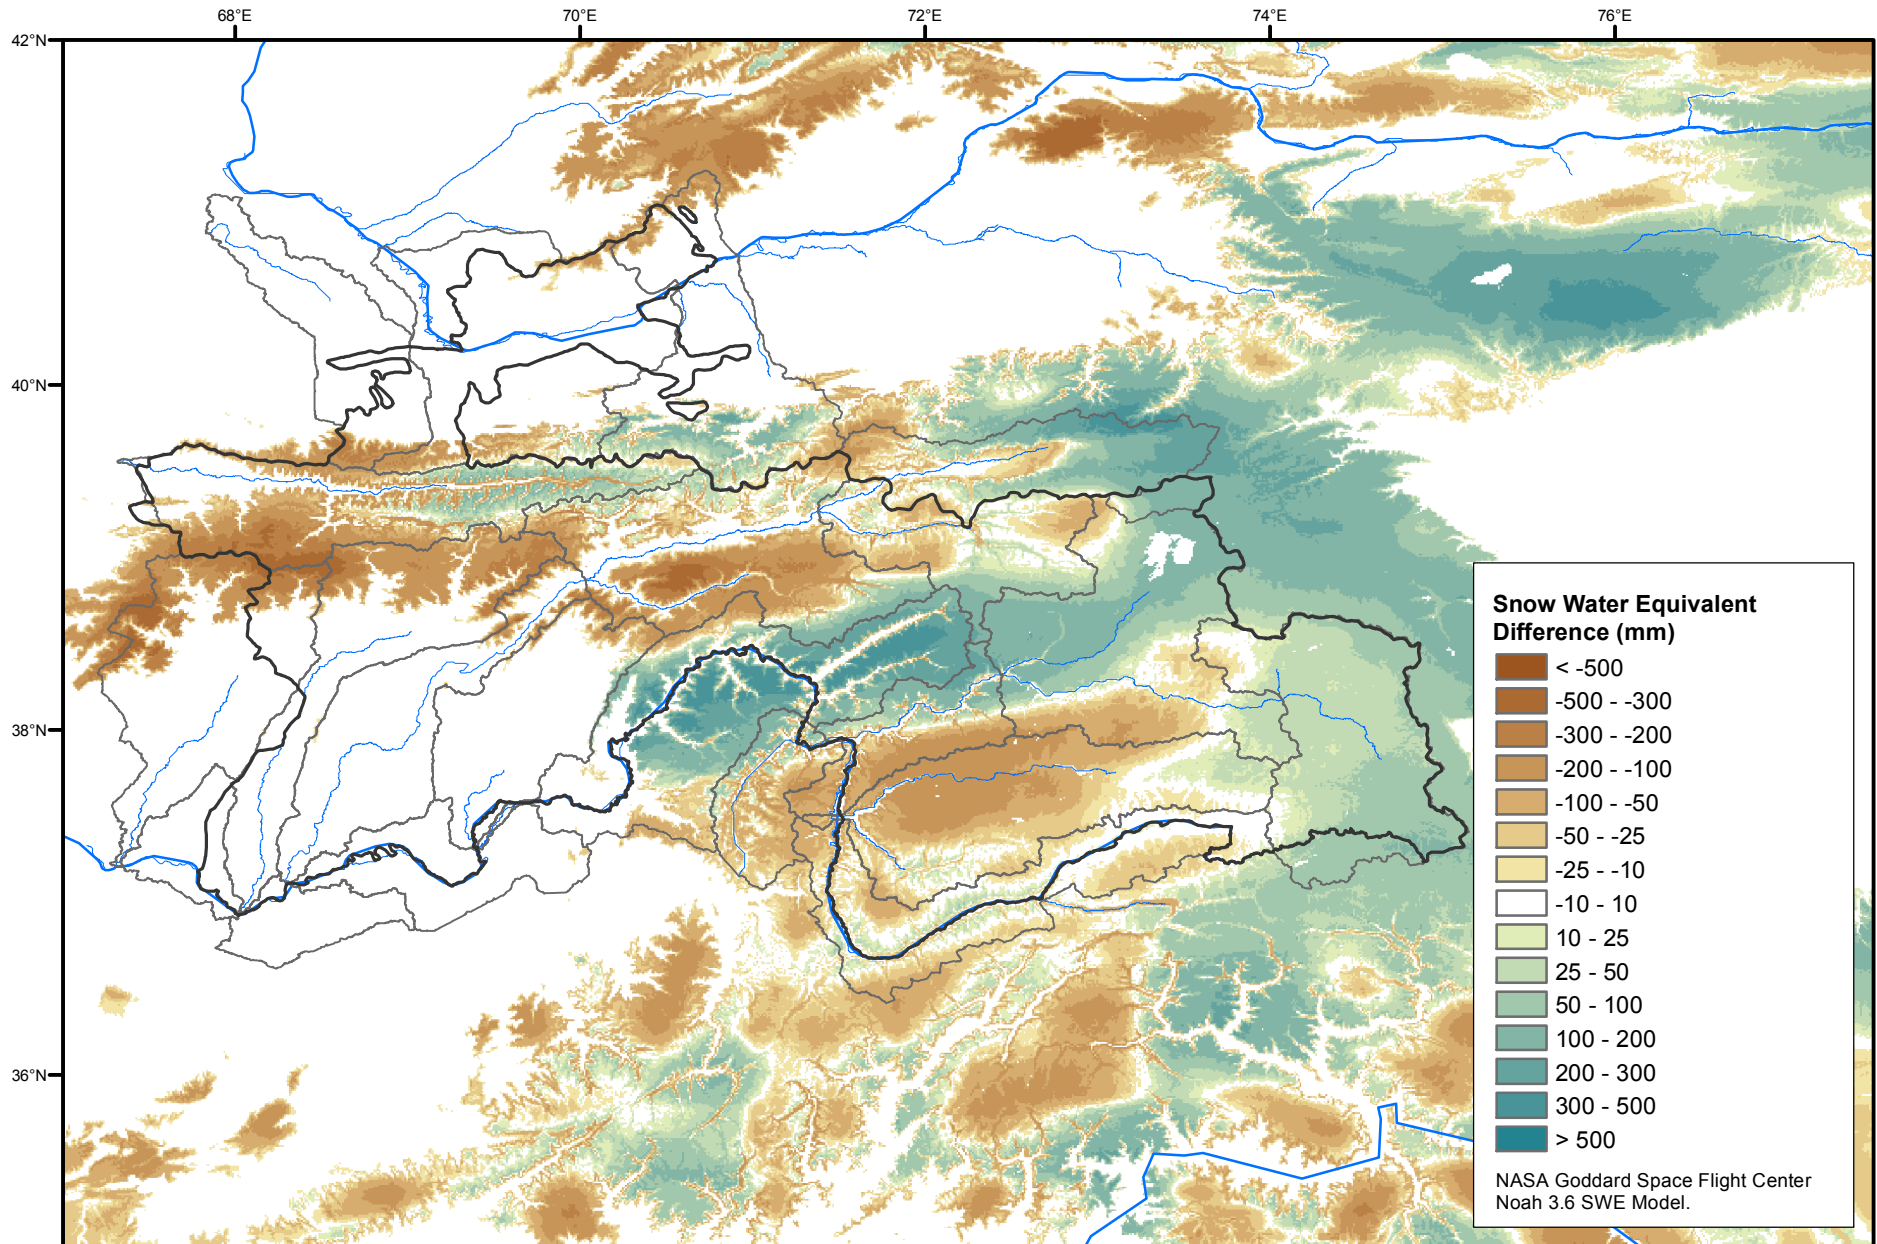 68°E 70°E 72°E 74°E 76°E
42°N
40°N
38°N
36°N
Snow Water Equivalent
Difference (mm)
< -500
-500 - -300
-300 - -200
-200 - -100
-100 - -50
-50 - -25
-25 - -10
-10 - 10
10 - 25
25 - 50
50 - 100
100 - 200
200 - 300
300 - 500
> 500
NASA Goddard Space Flight Center
Noah 3.6 SWE Model.